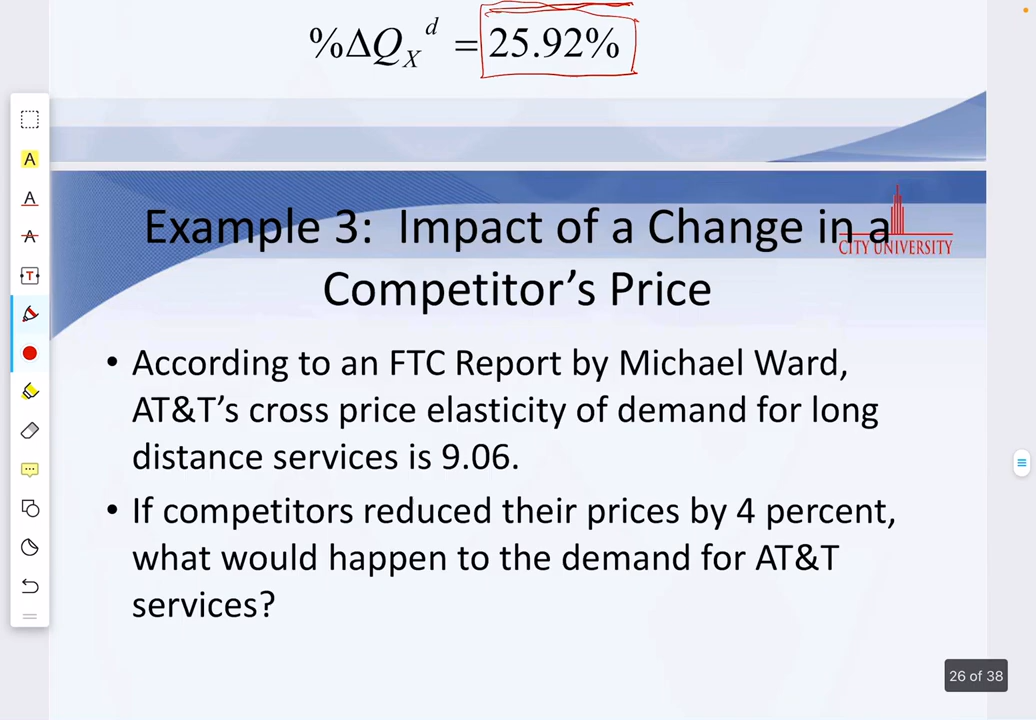 %ΔQ_X^d = 25.92%
Example 3: Impact of a Change in a
CITY UNIVERSITY
Competitor’s Price
• According to an FTC Report by Michael Ward,
AT&T’s cross price elasticity of demand for long
distance services is 9.06.
• If competitors reduced their prices by 4 percent,
what would happen to the demand for AT&T
services?
A
A
A
T
26 of 38